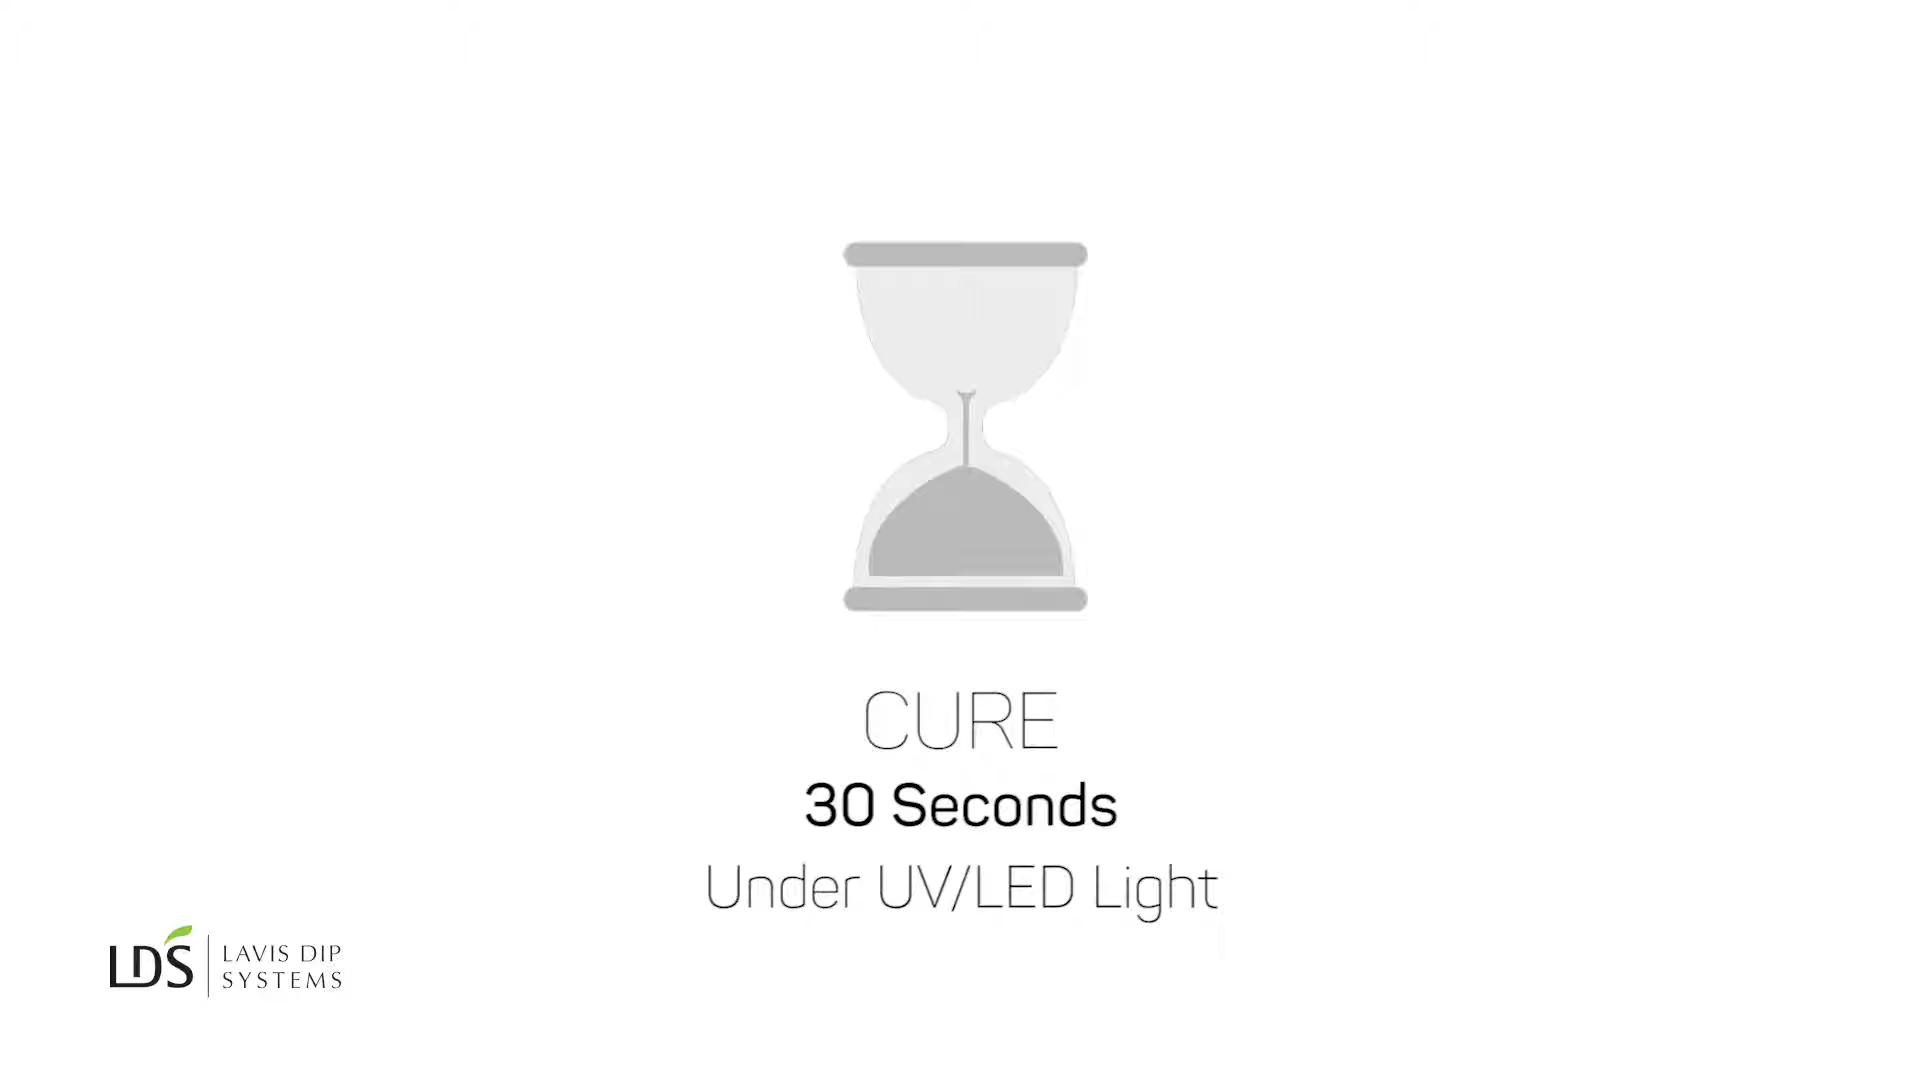 CURE
30 Seconds
Under UV/LED Light
LDS
LAVIS DIP
SYSTEMS